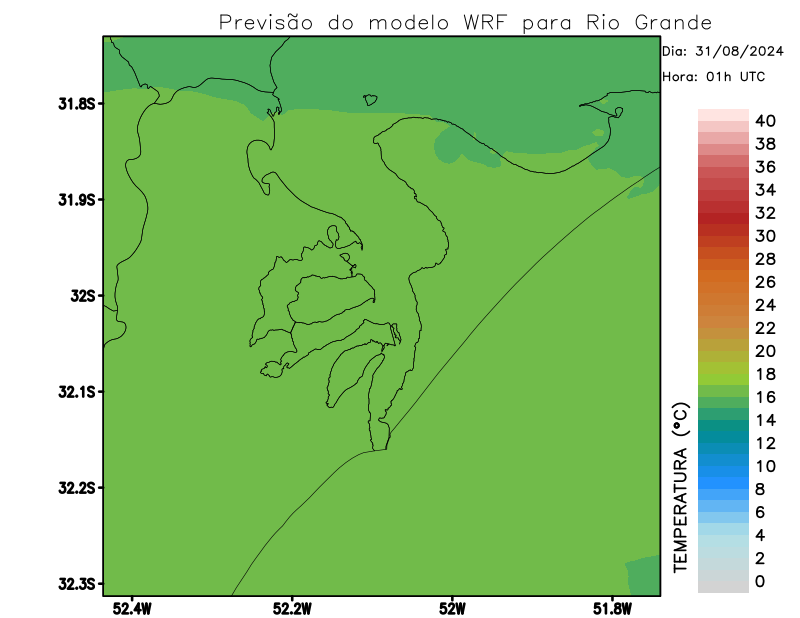 Previsão do modelo WRF para Rio Grande
Dia: 31/08/2024
Hora: 01h UTC
31.8S
31.9S
32S
32.1S
32.2S
32.3S
52.4W
52.2W
52W
51.8W
TEMPERATURA (°C)
40
38
36
34
32
30
28
26
24
22
20
18
16
14
12
10
8
6
4
2
0